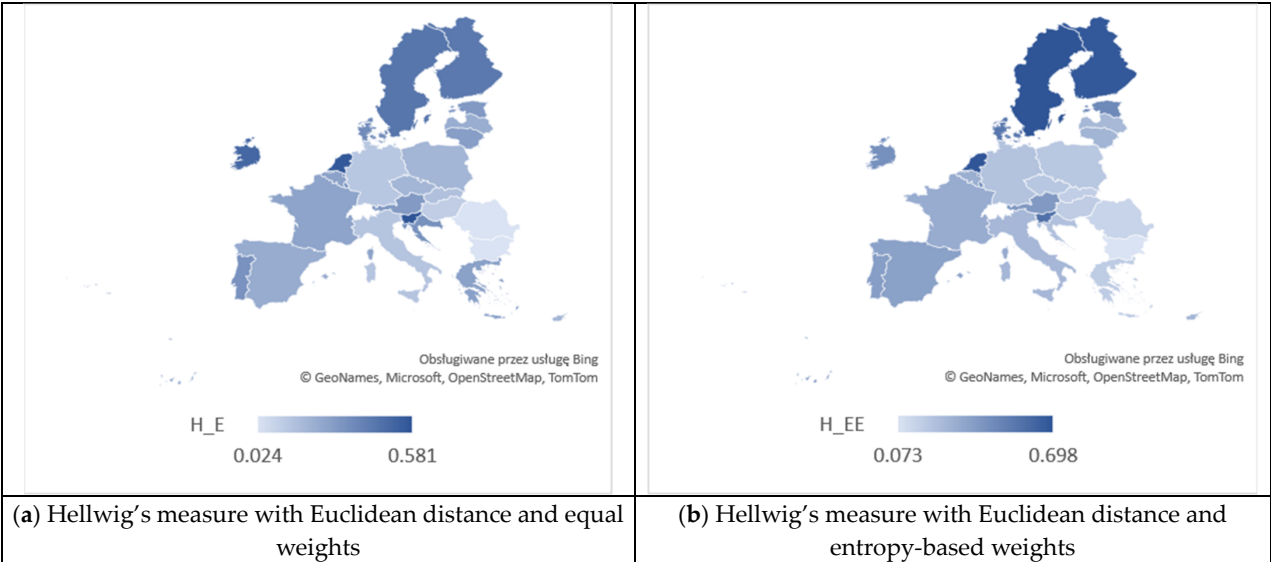 Obsługiwane przez usługę Bing
© GeoNames, Microsoft, OpenStreetMap, TomTom
H_E
0.024 0.581
(a) Hellwig’s measure with Euclidean distance and equal
weights
Obsługiwane przez usługę Bing
© GeoNames, Microsoft, OpenStreetMap, TomTom
H_EE
0.073 0.698
(b) Hellwig’s measure with Euclidean distance and
entropy-based weights